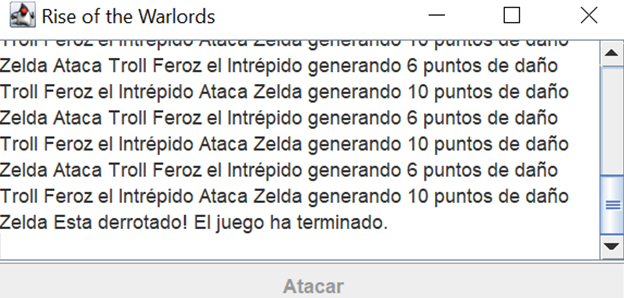 Rise of the Warlords
Troll Feroz el Intrépido Ataca Zelda generando 10 puntos de daño
Zelda Ataca Troll Feroz el Intrépido generando 6 puntos de daño
Troll Feroz el Intrépido Ataca Zelda generando 10 puntos de daño
Zelda Ataca Troll Feroz el Intrépido generando 6 puntos de daño
Troll Feroz el Intrépido Ataca Zelda generando 10 puntos de daño
Zelda Ataca Troll Feroz el Intrépido generando 6 puntos de daño
Troll Feroz el Intrépido Ataca Zelda generando 10 puntos de daño
Zelda Esta derrotado! El juego ha terminado.
Atacar